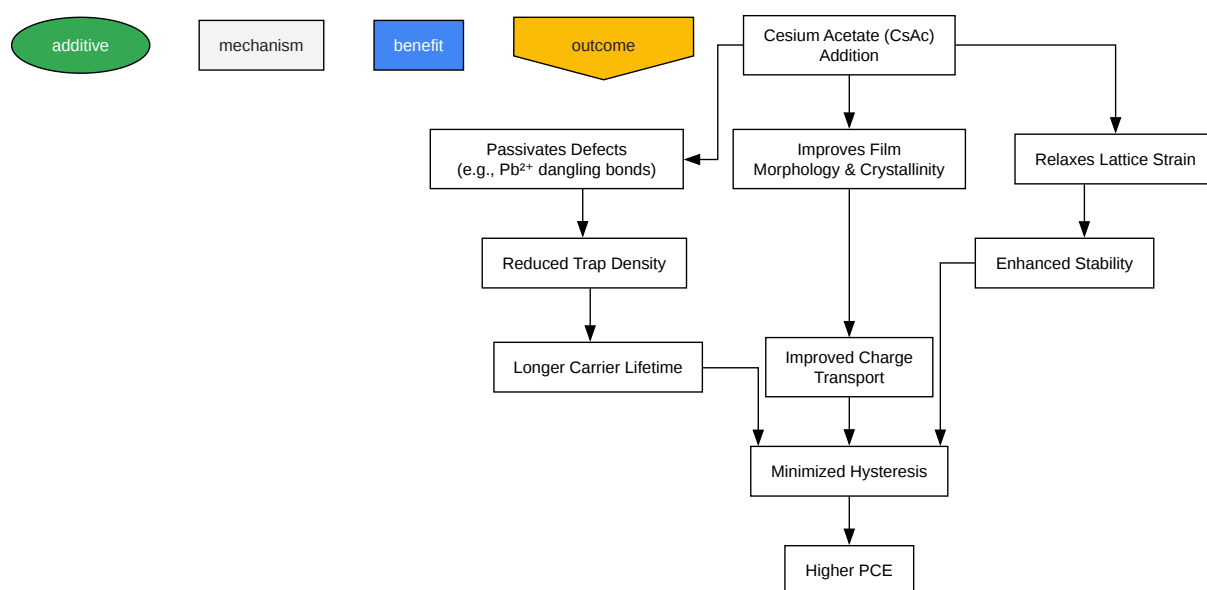 additive
mechanism
benefit
outcome
Cesium Acetate (CsAc)
Addition
Passivates Defects
(e.g., Pb²⁺ dangling bonds)
Improves Film
Morphology & Crystallinity
Relaxes Lattice Strain
Reduced Trap Density
Enhanced Stability
Longer Carrier Lifetime
Improved Charge
Transport
Minimized Hysteresis
Higher PCE